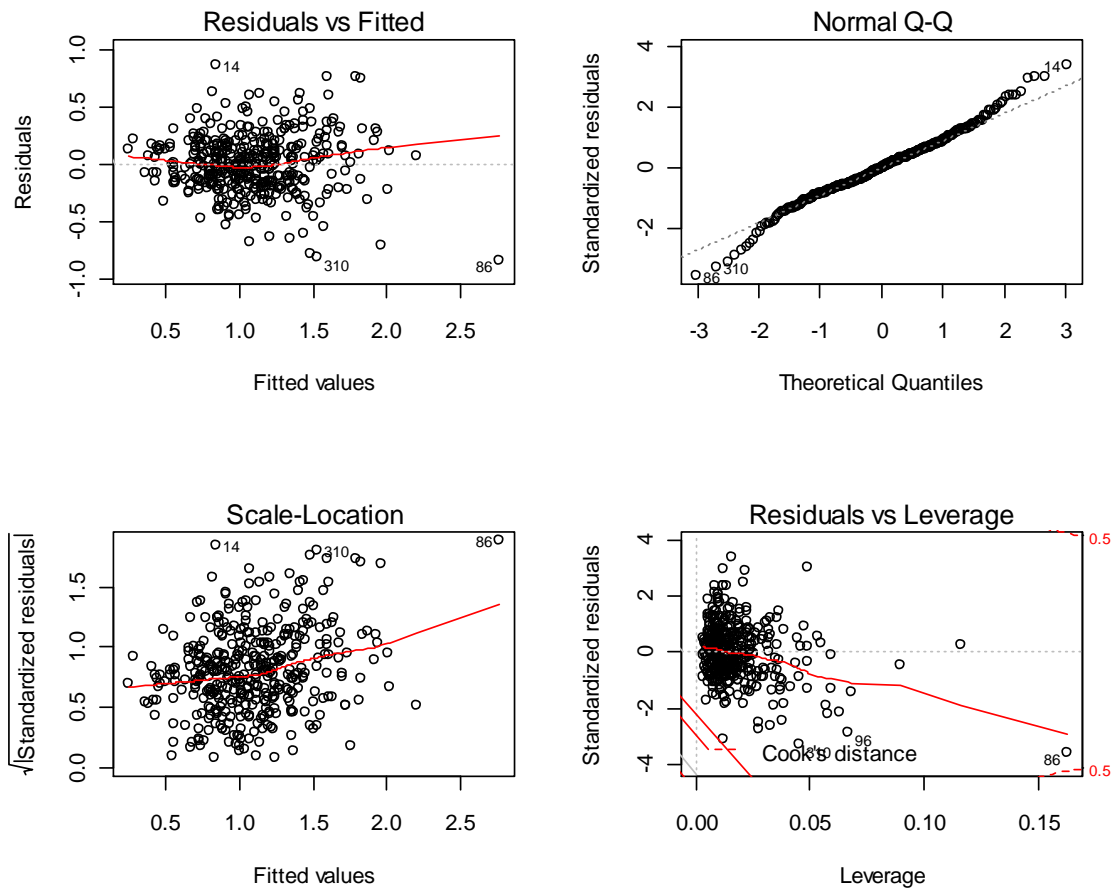 Residuals vs Fitted
Residuals
1.0
0.5
0.0
-0.5
-1.0
14
310
86
0.5 1.0 1.5 2.0 2.5
Fitted values
Normal Q-Q
Standardized residuals
4
2
0
-2
14
310
86
-3 -2 -1 0 1 2 3
Theoretical Quantiles
Scale-Location
√|Standardized residuals|
1.5
1.0
0.5
0.0
14
310
86
0.5 1.0 1.5 2.0 2.5
Fitted values
Residuals vs Leverage
Standardized residuals
4
2
0
-2
-4
0.5
0.5
96
310
86
Cook's distance
0.00 0.05 0.10 0.15
Leverage